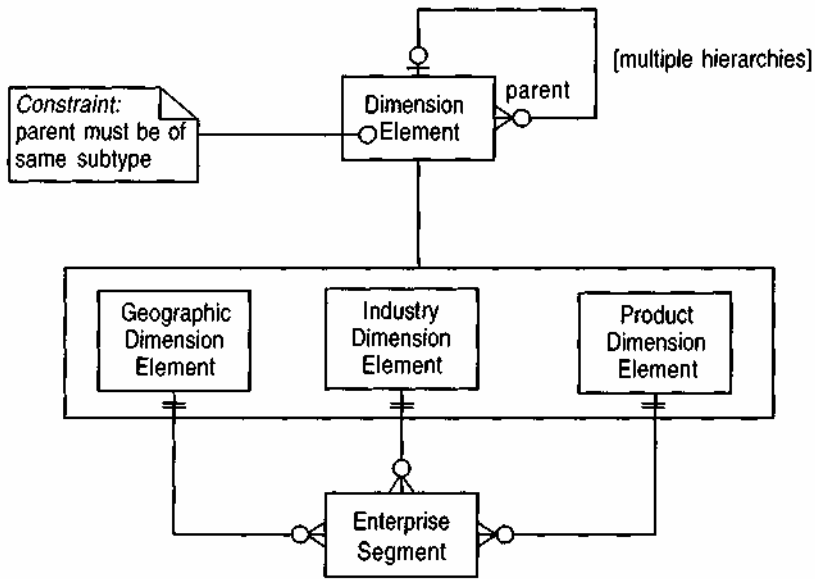 [multiple hierarchies]
Constraint:
parent must be of
same subtype
Dimension
Element
parent
Geographic
Dimension
Element
Industry
Dimension
Element
Product
Dimension
Element
Enterprise
Segment